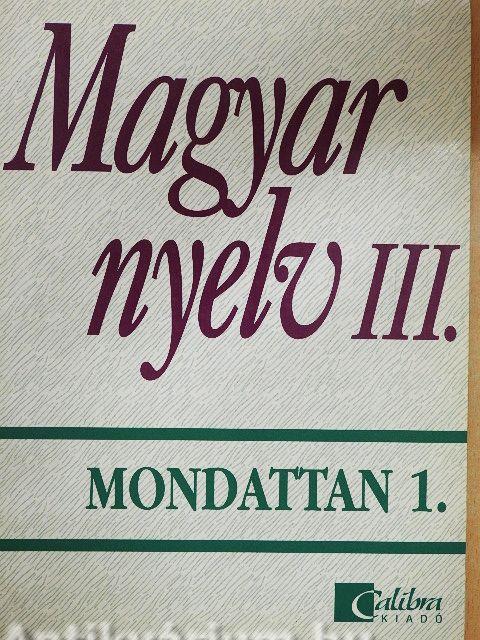 Magyar
nyelv III.
MONDATTAN 1.
Calibra
KIADÓ